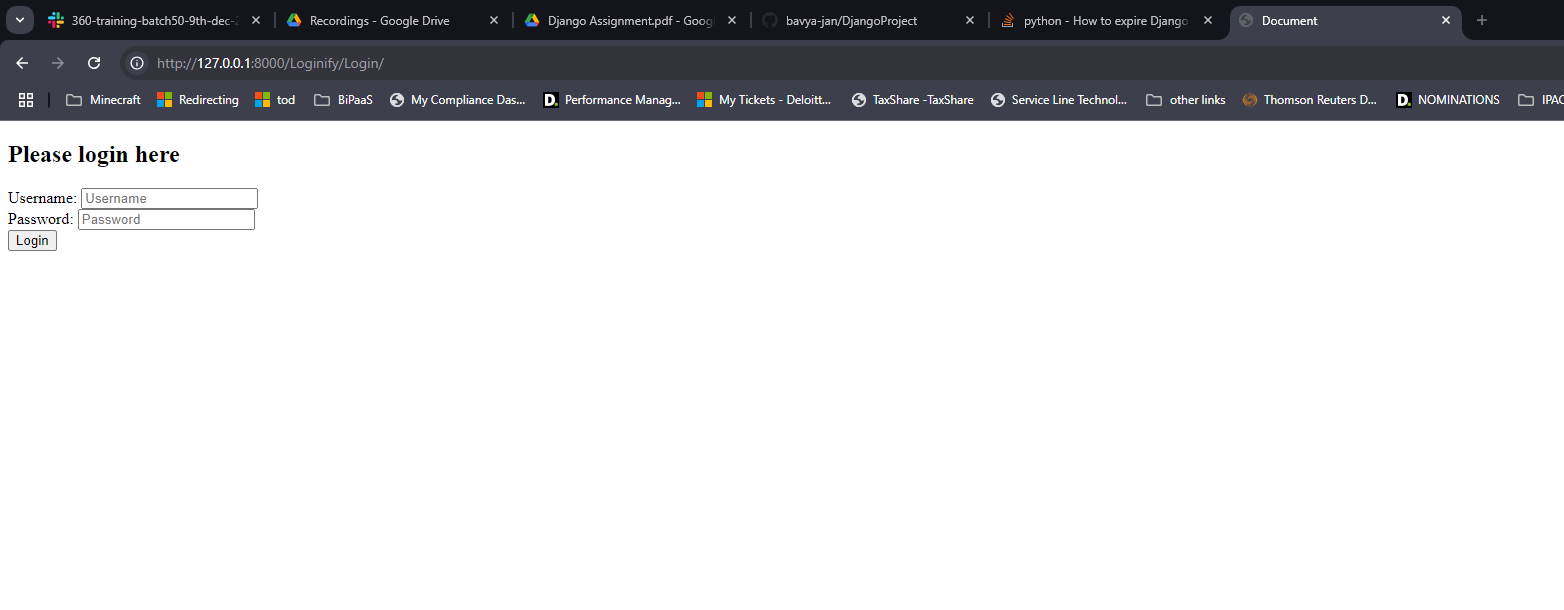 360-training-batch50-9th-dec-2
Recordings - Google Drive
Django Assignment.pdf - Goog
bavya-jan/DjangoProject
python - How to expire Django
Document
http://127.0.0.1:8000/Loginify/Login/
Minecraft
Redirecting
tod
BiPaaS
My Compliance Das...
D.
Performance Manag...
My Tickets - Deloitt...
TaxShare -TaxShare
Service Line Technol...
other links
Thomson Reuters D...
D.
NOMINATIONS
IPAC
Please login here
Username: Username
Password: Password
Login